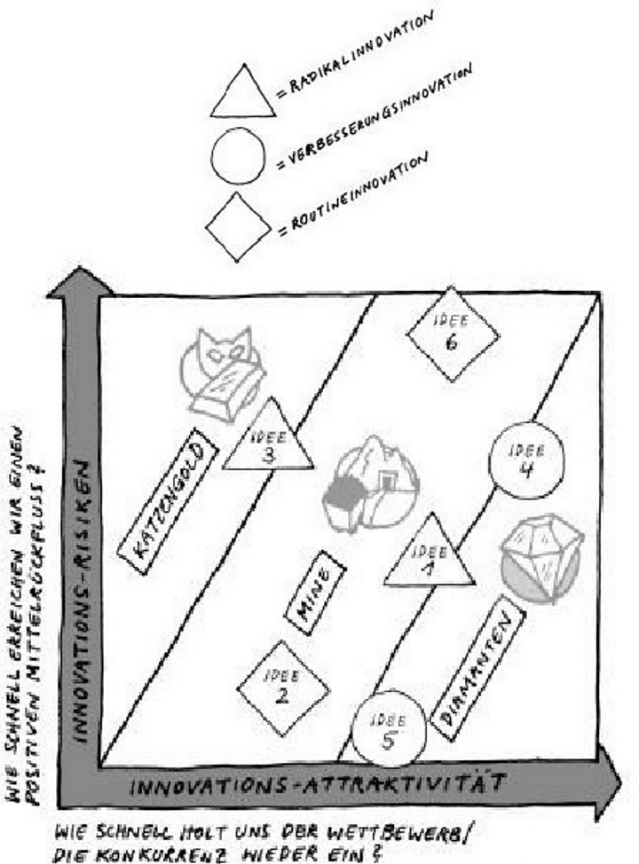 = RADIKALINNOVATION
= VERBESSERUNGSINNOVATION
= ROUTINEINNOVATION
IDEE
6
IDEE
3
IDEE
4
KATZENGOLD
IDEE
1
MINE
DIAMANTEN
IDEE
2
IDEE
5
WIE SCHNELL ERREICHEN WIR EINEN
POSITIVEN MITTELRÜCKFLUSS?
INNOVATIONS-RISIKEN
INNOVATIONS-ATTRAKTIVITÄT
WIE SCHNELL HOLT UNS DER WETTBEWERB/
DIE KONKURRENZ WIEDER EIN?